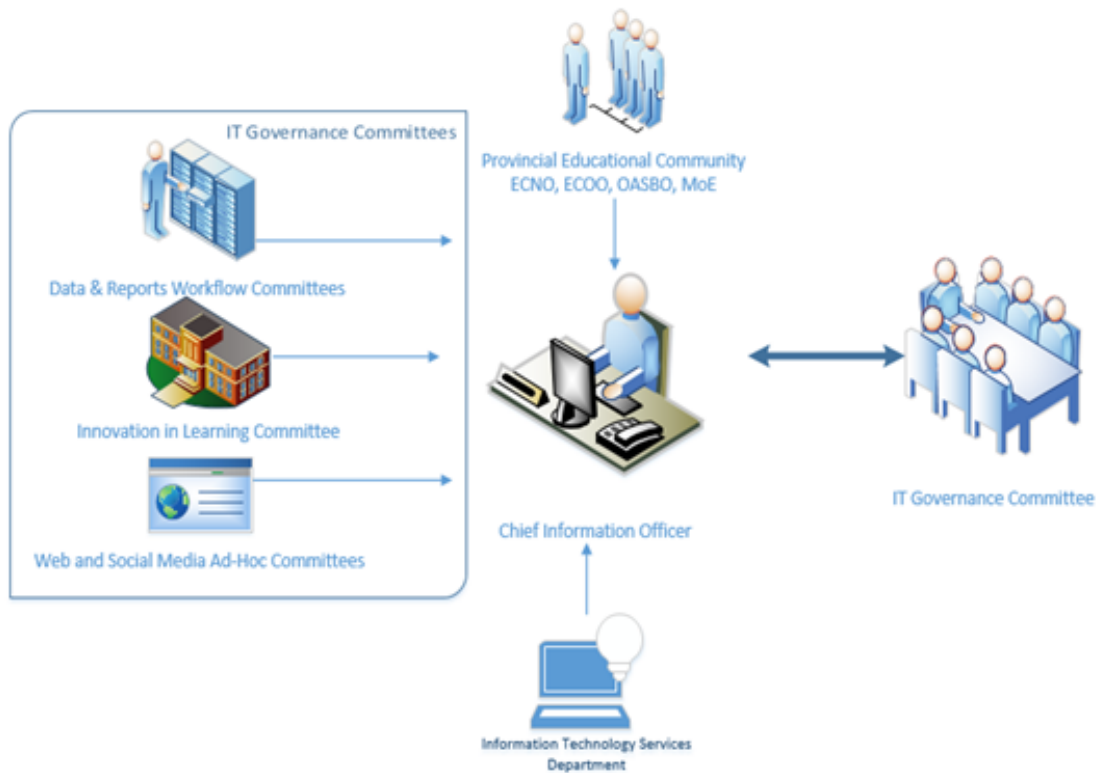 IT Governance Committees
Provincial Educational Community
ECNO, ECOO, OASBO, MoE
Data & Reports Workflow Committees
Innovation in Learning Committee
Web and Social Media Ad-Hoc Committees
Chief Information Officer
IT Governance Committee
Information Technology Services
Department